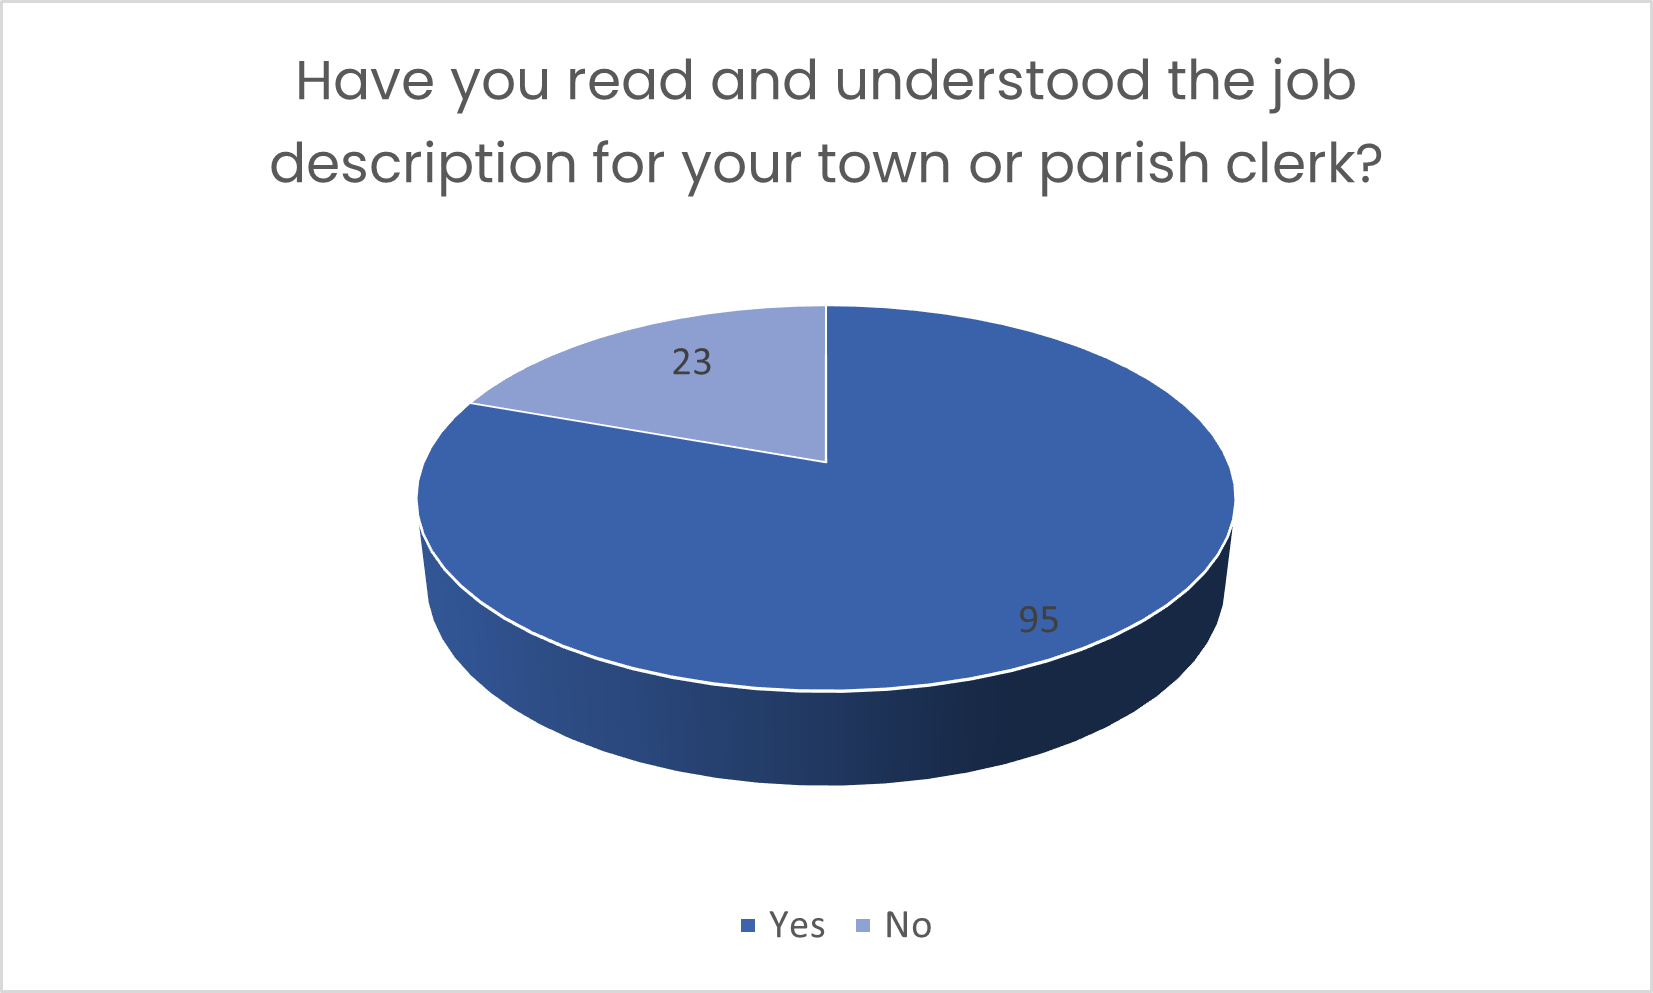 Have you read and understood the job
description for your town or parish clerk?
23
95
Yes No